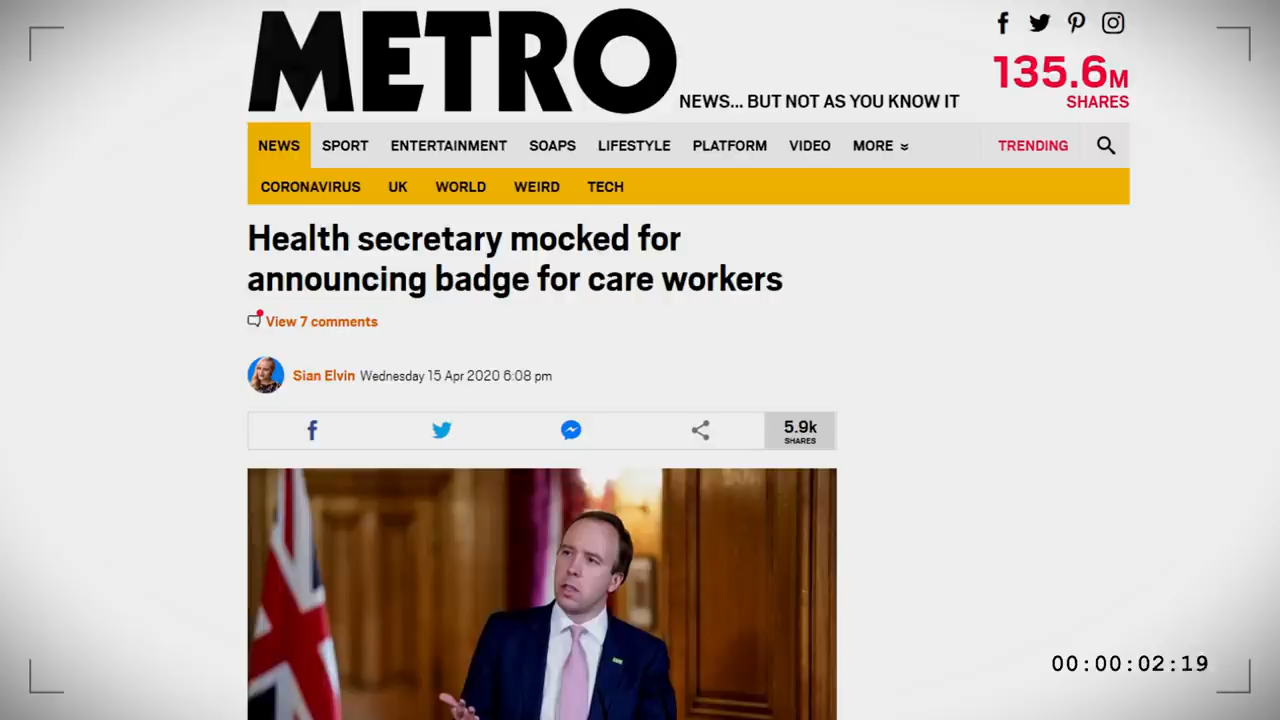 METRO
NEWS... BUT NOT AS YOU KNOW IT
135.6M
SHARES
NEWS SPORT ENTERTAINMENT SOAPS LIFESTYLE PLATFORM VIDEO MORE TRENDING
CORONAVIRUS UK WORLD WEIRD TECH
Health secretary mocked for
announcing badge for care workers
View 7 comments
Sian Elvin Wednesday 15 Apr 2020 6:08 pm
5.9k
SHARES
00:00:02:19